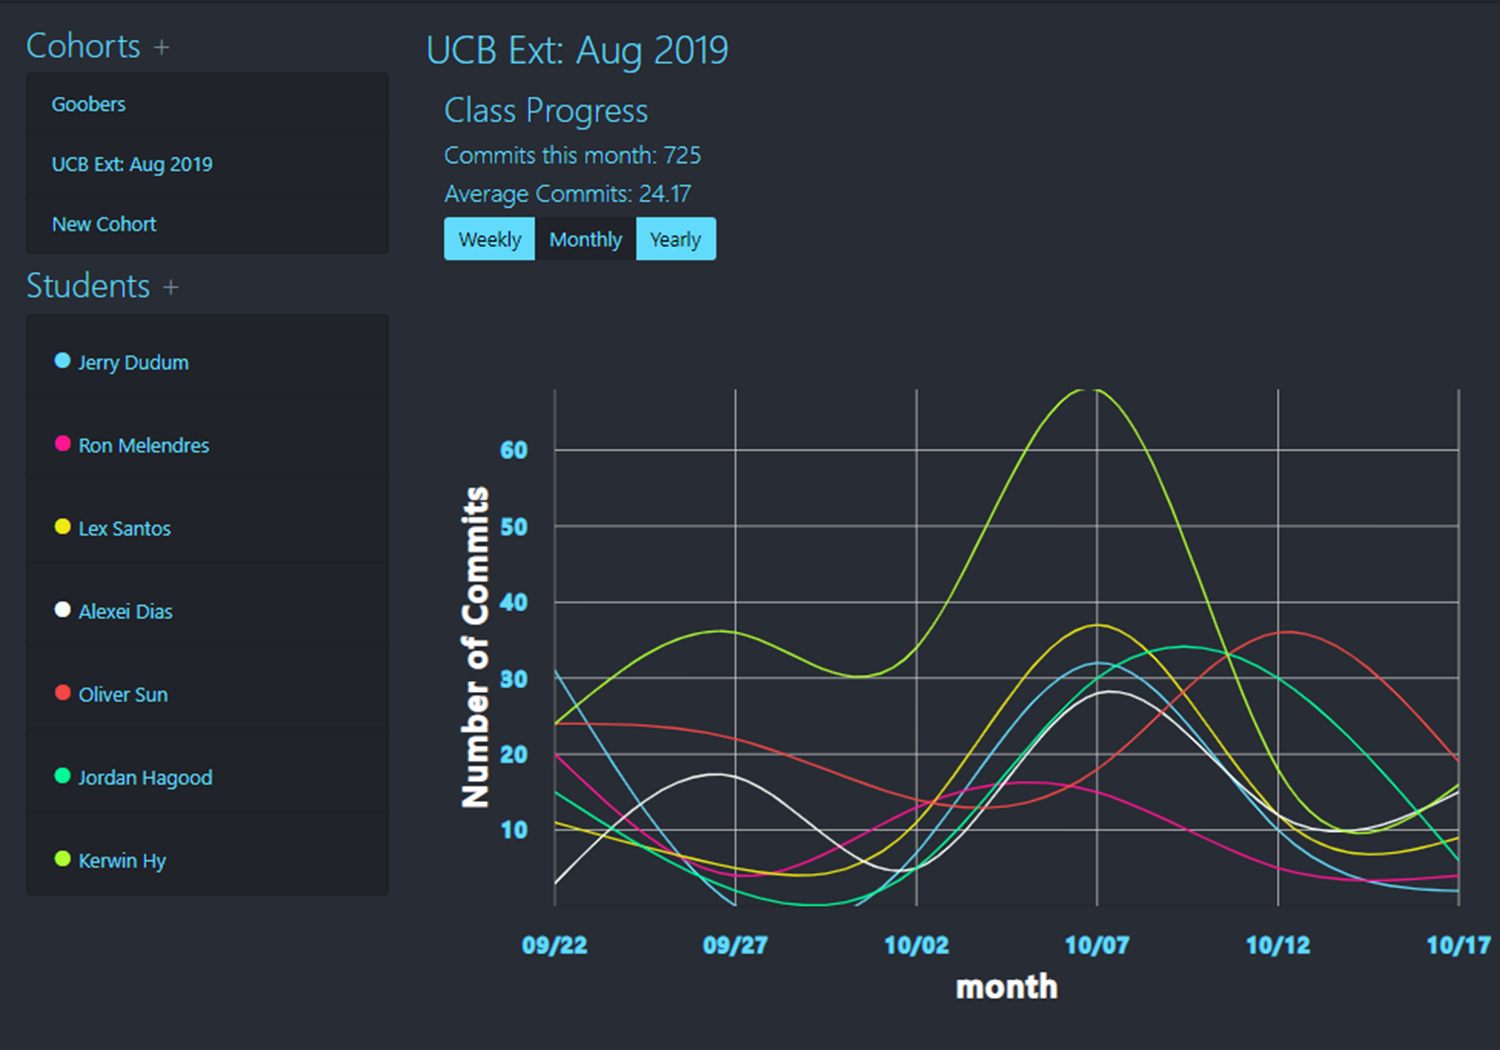 Cohorts +
Goobers
UCB Ext: Aug 2019
New Cohort
Students +
Jerry Dudum
Ron Melendres
Lex Santos
Alexei Dias
Oliver Sun
Jordan Hagood
Kerwin Hy
UCB Ext: Aug 2019
Class Progress
Commits this month: 725
Average Commits: 24.17
Weekly Monthly Yearly
Number of Commits
60
50
40
30
20
10
09/22 09/27 10/02 10/07 10/12 10/17
month